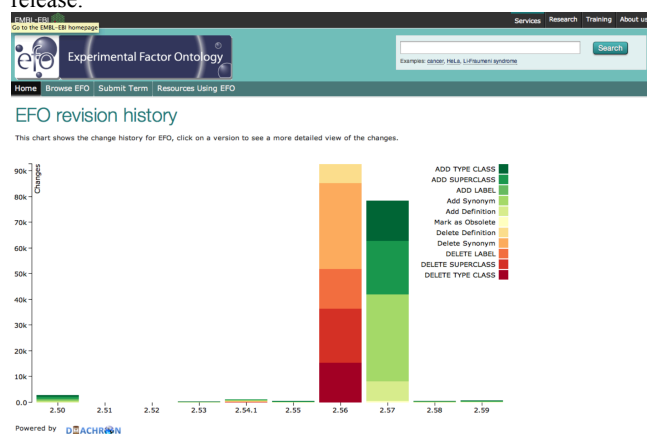 release.
EMBL-EBI
Go to the EMBL-EBI homepage
Services Research Training About us
efo Experimental Factor Ontology
Search
Examples: cancer, HeLa, Li-Fraumeni syndrome
Home Browse EFO Submit Term Resources Using EFO
EFO revision history
This chart shows the change history for EFO, click on a version to see a more detailed view of the changes.
Changes
90k
80k
70k
60k
50k
40k
30k
20k
10k
0.0
ADD TYPE CLASS
ADD SUPERCLASS
ADD LABEL
Add Synonym
Add Definition
Mark as Obsolete
Delete Definition
Delete Synonym
DELETE LABEL
DELETE SUPERCLASS
DELETE TYPE CLASS
2.50 2.51 2.52 2.53 2.54.1 2.55 2.56 2.57 2.58 2.59
Powered by DIACHRON